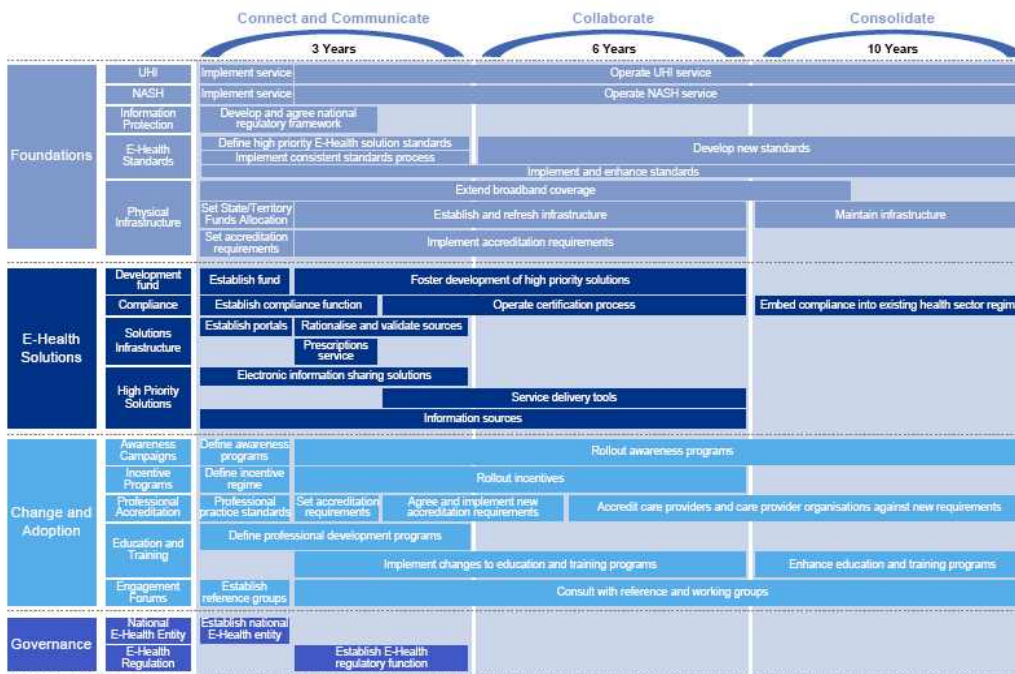 Connect and Communicate
Collaborate
Consolidate
3 Years
6 Years
10 Years
Foundations
UHI
Implement service
Operate UHI service
NASH
Implement service
Operate NASH service
Information
Protection
Develop and agree national
regulatory framework
E-Health
Standards
Define high priority E-Health solution standards
Implement consistent standards process
Develop new standards
Implement and enhance standards
Physical
Infrastructure
Extend broadband coverage
Set State/Territory
Funds Allocation
Establish and refresh infrastructure
Maintain infrastructure
Set accreditation
requirements
Implement accreditation requirements
E-Health
Solutions
Development
fund
Establish fund
Foster development of high priority solutions
Compliance
Establish compliance function
Operate certification process
Embed compliance into existing health sector regime
Solutions
Infrastructure
Establish portals
Rationalise and validate sources
Prescriptions
service
High Priority
Solutions
Electronic information sharing solutions
Service delivery tools
Information sources
Change and
Adoption
Awareness
Campaigns
Define awareness
programs
Rollout awareness programs
Incentive
Programs
Define incentive
regime
Rollout incentives
Professional
Accreditation
Professional
practice standards
Set accreditation
requirements
Agree and implement new
accreditation requirements
Accredit care providers and care provider organisations against new requirements
Education and
Training
Define professional development programs
Implement changes to education and training programs
Enhance education and training programs
Engagement
Forums
Establish
reference groups
Consult with reference and working groups
Governance
National
E-Health Entity
Establish national
E-Health entity
E-Health
Regulation
Establish E-Health
regulatory function